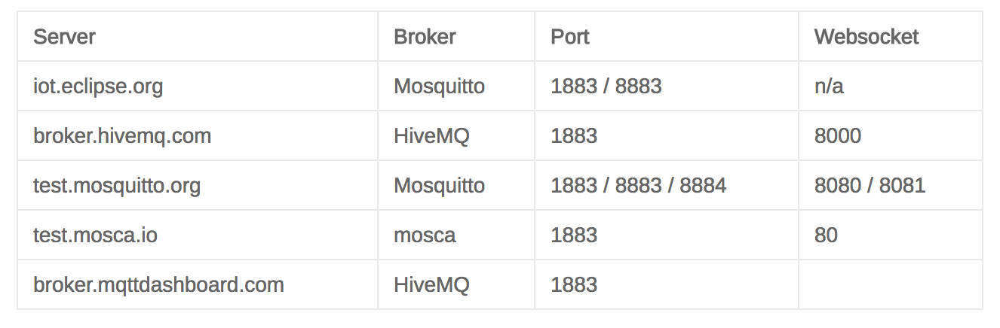 Server Broker Port Websocket
iot.eclipse.org Mosquitto 1883 / 8883 n/a
broker.hivemq.com HiveMQ 1883 8000
test.mosquitto.org Mosquitto 1883 / 8883 / 8884 8080 / 8081
test.mosca.io mosca 1883 80
broker.mqttdashboard.com HiveMQ 1883